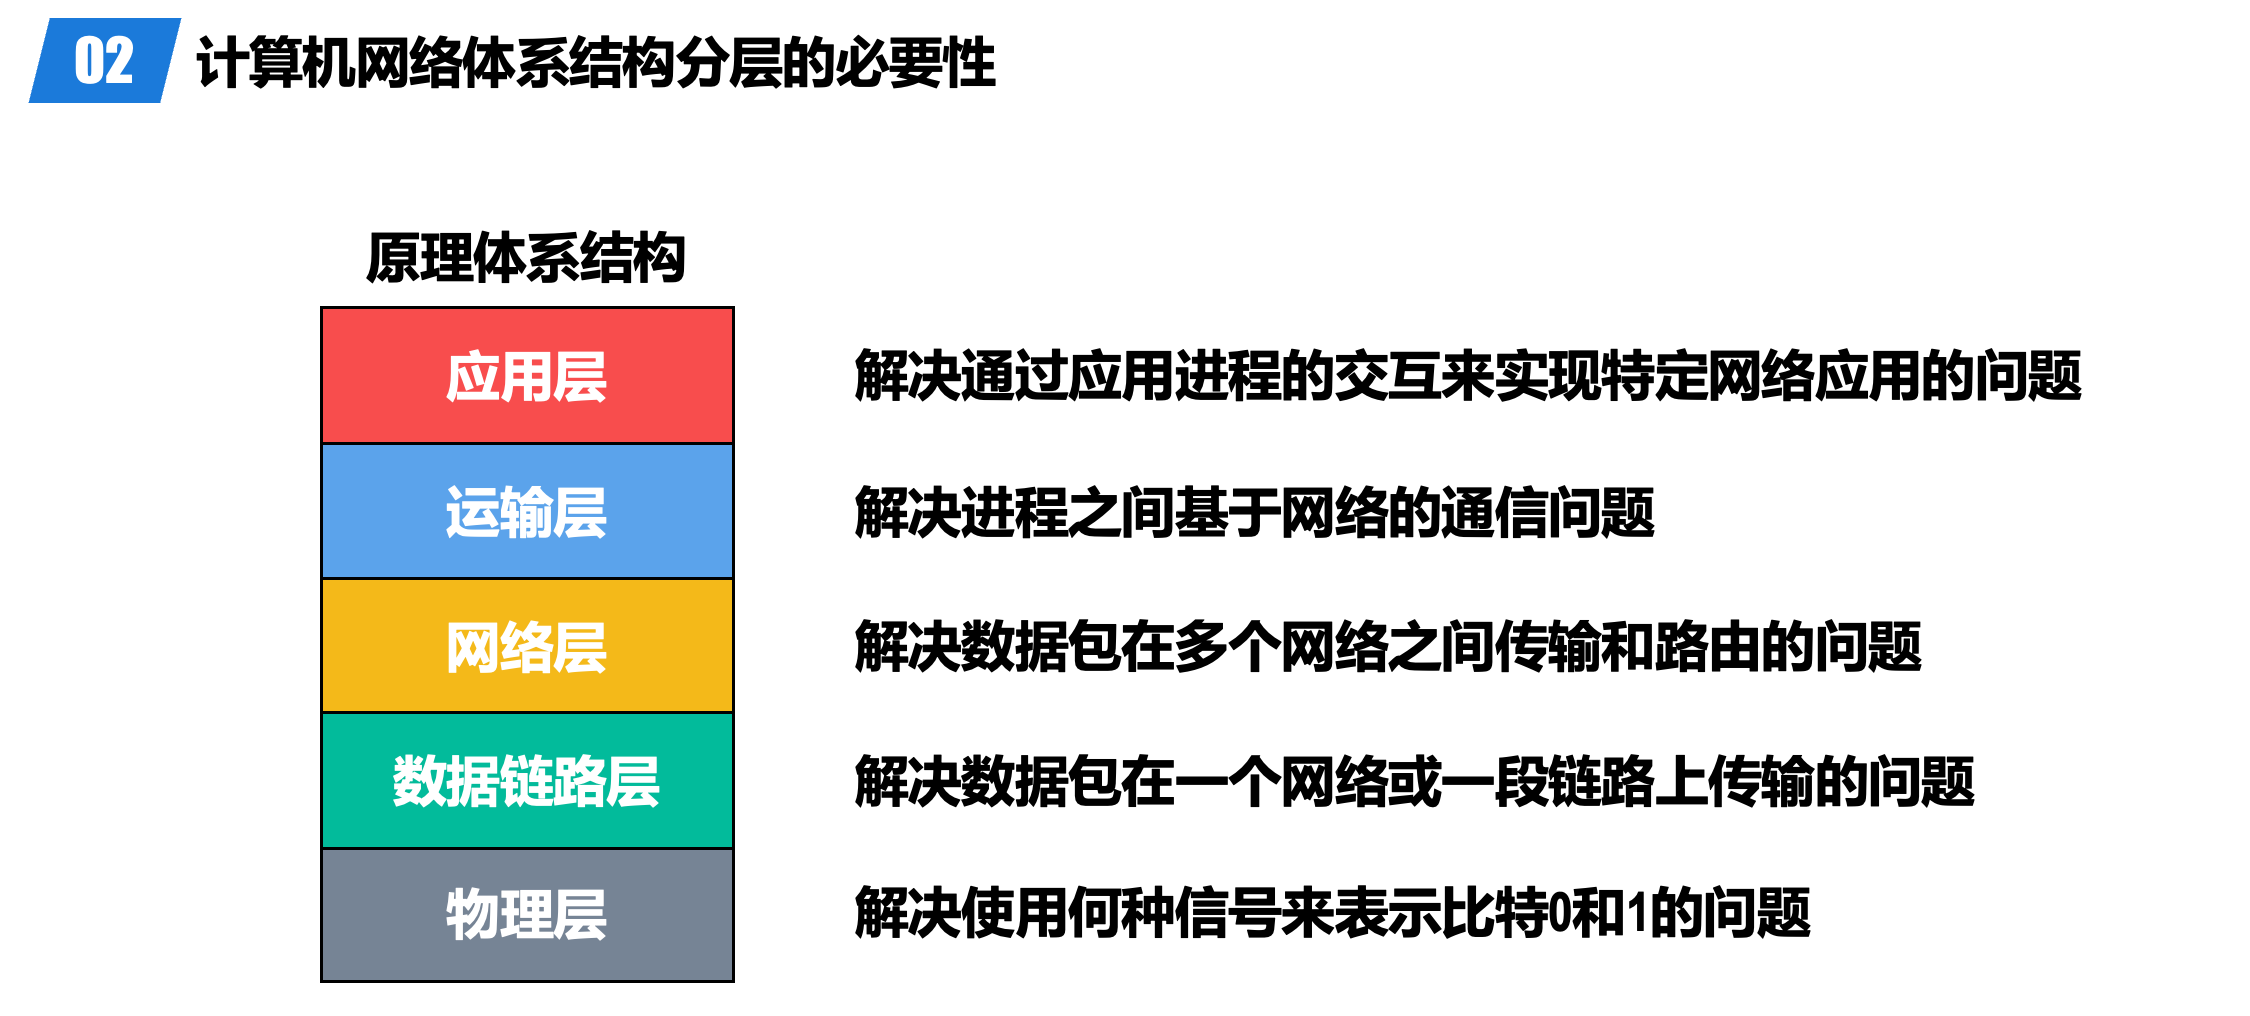 02 计算机网络体系结构分层的必要性
原理体系结构
应用层 解决通过应用进程的交互来实现特定网络应用的问题
运输层 解决进程之间基于网络的通信问题
网络层 解决数据包在多个网络之间传输和路由的问题
数据链路层 解决数据包在一个网络或一段链路上传输的问题
物理层 解决使用何种信号来表示比特0和1的问题